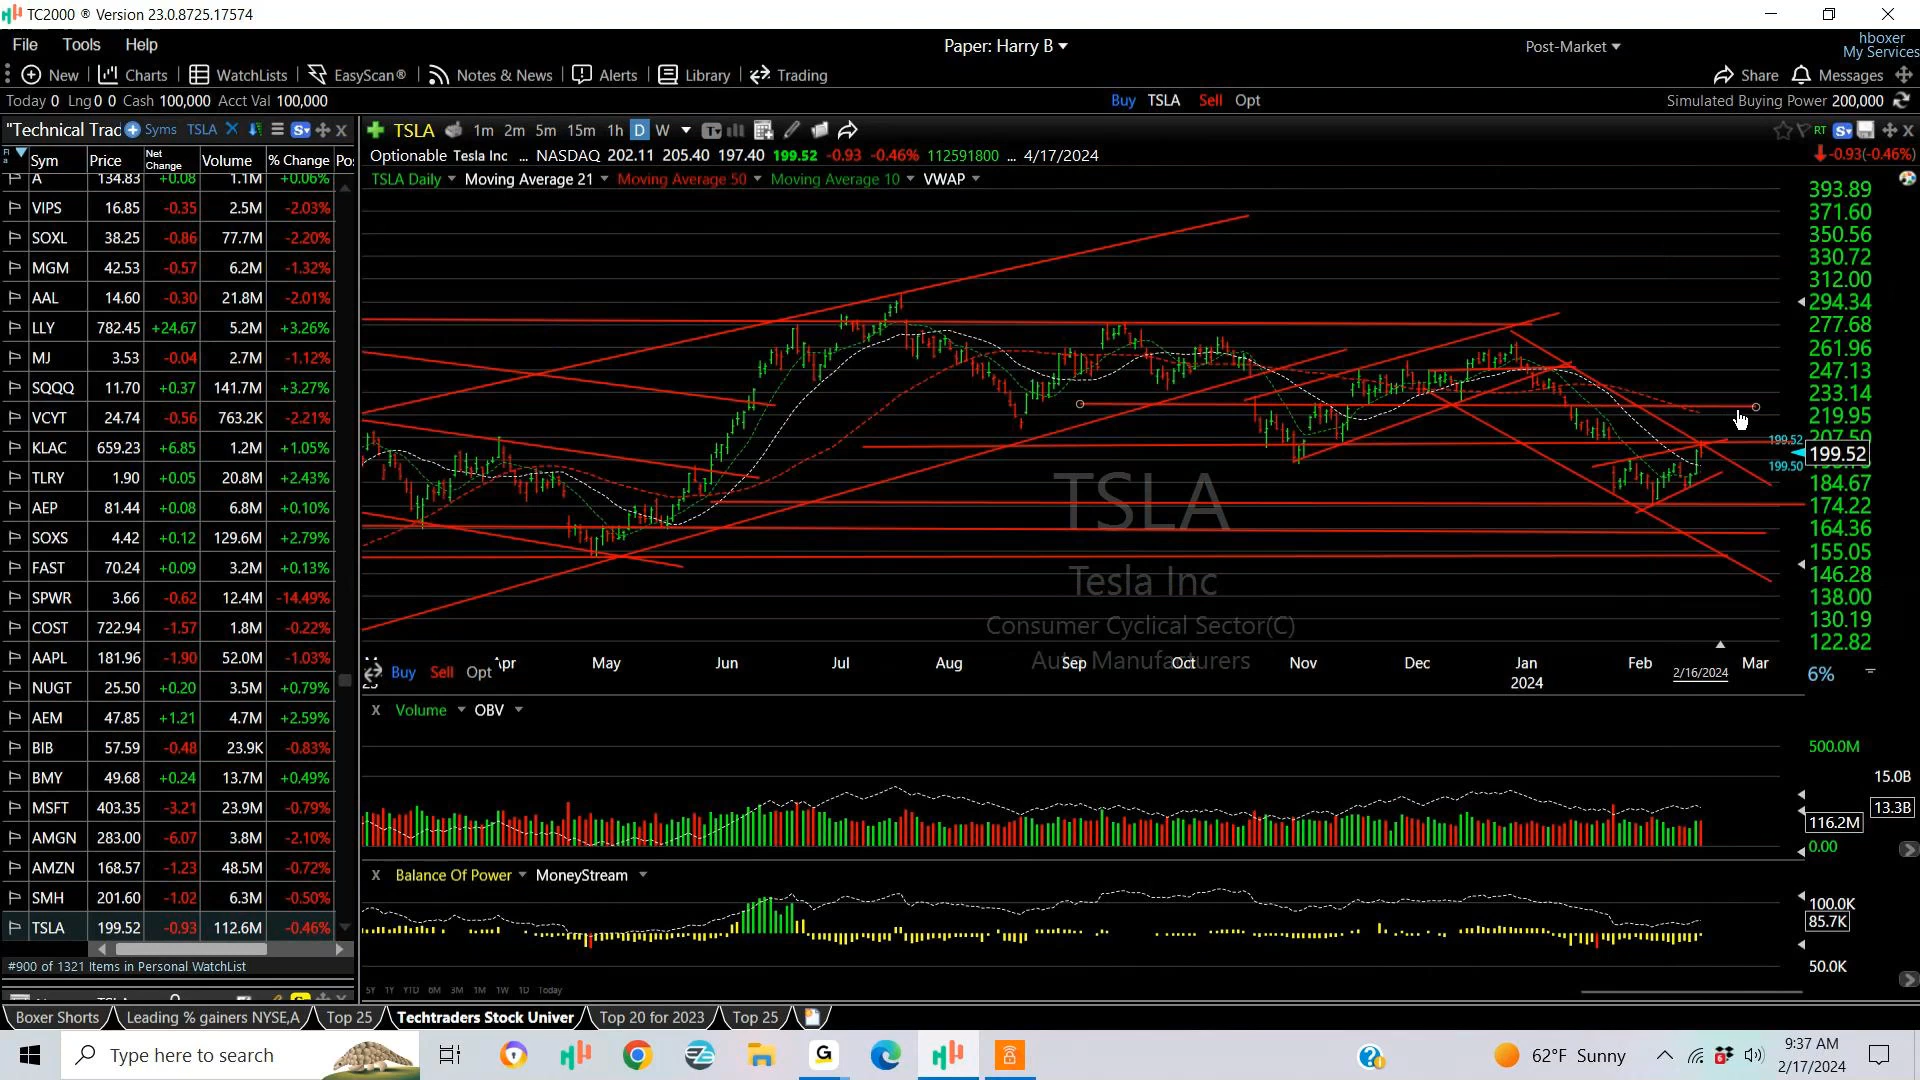 TC2000 ® Version 23.0.8725.17574
File Tools Help
Paper: Harry B
Post-Market
hboxer
My Services
New Charts WatchLists EasyScan® Notes & News Alerts Library Trading
Share Messages
Today 0 Lng 0 0 Cash 100,000 Acct Val 100,000
Buy TSLA Sell Opt
Simulated Buying Power 200,000
"Technical Trac Syms TSLA
TSLA 1m 2m 5m 15m 1h D W
RT
Optionable Tesla Inc ... NASDAQ 202.11 205.40 197.40 199.52 -0.93 -0.46% 112591800 ... 4/17/2024
-0.93(-0.46%)
TSLA Daily Moving Average 21 Moving Average 50 Moving Average 10 VWAP
Sym Price Net Change Volume % Change Po
A 134.83 +0.08 1.1M +0.06%
VIPS 16.85 -0.35 2.5M -2.03%
SOXL 38.25 -0.86 77.7M -2.20%
MGM 42.53 -0.57 6.2M -1.32%
AAL 14.60 -0.30 21.8M -2.01%
LLY 782.45 +24.67 5.2M +3.26%
MJ 3.53 -0.04 2.7M -1.12%
SQQQ 11.70 +0.37 141.7M +3.27%
VCYT 24.74 -0.56 763.2K -2.21%
KLAC 659.23 +6.85 1.2M +1.05%
TLRY 1.90 +0.05 20.8M +2.43%
AEP 81.44 +0.08 6.8M +0.10%
SOXS 4.42 +0.12 129.6M +2.79%
FAST 70.24 +0.09 3.2M +0.13%
SPWR 3.66 -0.62 12.4M -14.49%
COST 722.94 -1.57 1.8M -0.22%
AAPL 181.96 -1.90 52.0M -1.03%
NUGT 25.50 +0.20 3.5M +0.79%
AEM 47.85 +1.21 4.7M +2.59%
BIB 57.59 -0.48 23.9K -0.83%
BMY 49.68 +0.24 13.7M +0.49%
MSFT 403.35 -3.21 23.9M -0.79%
AMGN 283.00 -6.07 3.8M -2.10%
AMZN 168.57 -1.23 48.5M -0.72%
SMH 201.60 -1.02 6.3M -0.50%
TSLA 199.52 -0.93 112.6M -0.46%
#900 of 1321 Items in Personal WatchList
393.89
371.60
350.56
330.72
312.00
294.34
277.68
261.96
247.13
233.14
219.95
207.50
199.52
199.52
199.50
184.67
174.22
164.36
155.05
146.28
138.00
130.19
122.82
TSLA
Tesla Inc
Consumer Cyclical Sector(C)
Auto Manufacturers
May Jun Jul Aug Sep Oct Nov Dec Jan Feb Mar
2024
2/16/2024
6%
Buy Sell Opt
X Volume OBV
500.0M
15.0B
13.3B
116.2M
0.00
X Balance Of Power MoneyStream
100.0K
85.7K
50.0K
5Y 1Y YTD 6M 3M 1M 1W 1D Today
Boxer Shorts Leading % gainers NYSE,A Top 25 Techtraders Stock Univer Top 20 for 2023 Top 25
Type here to search
62°F Sunny
9:37 AM
2/17/2024